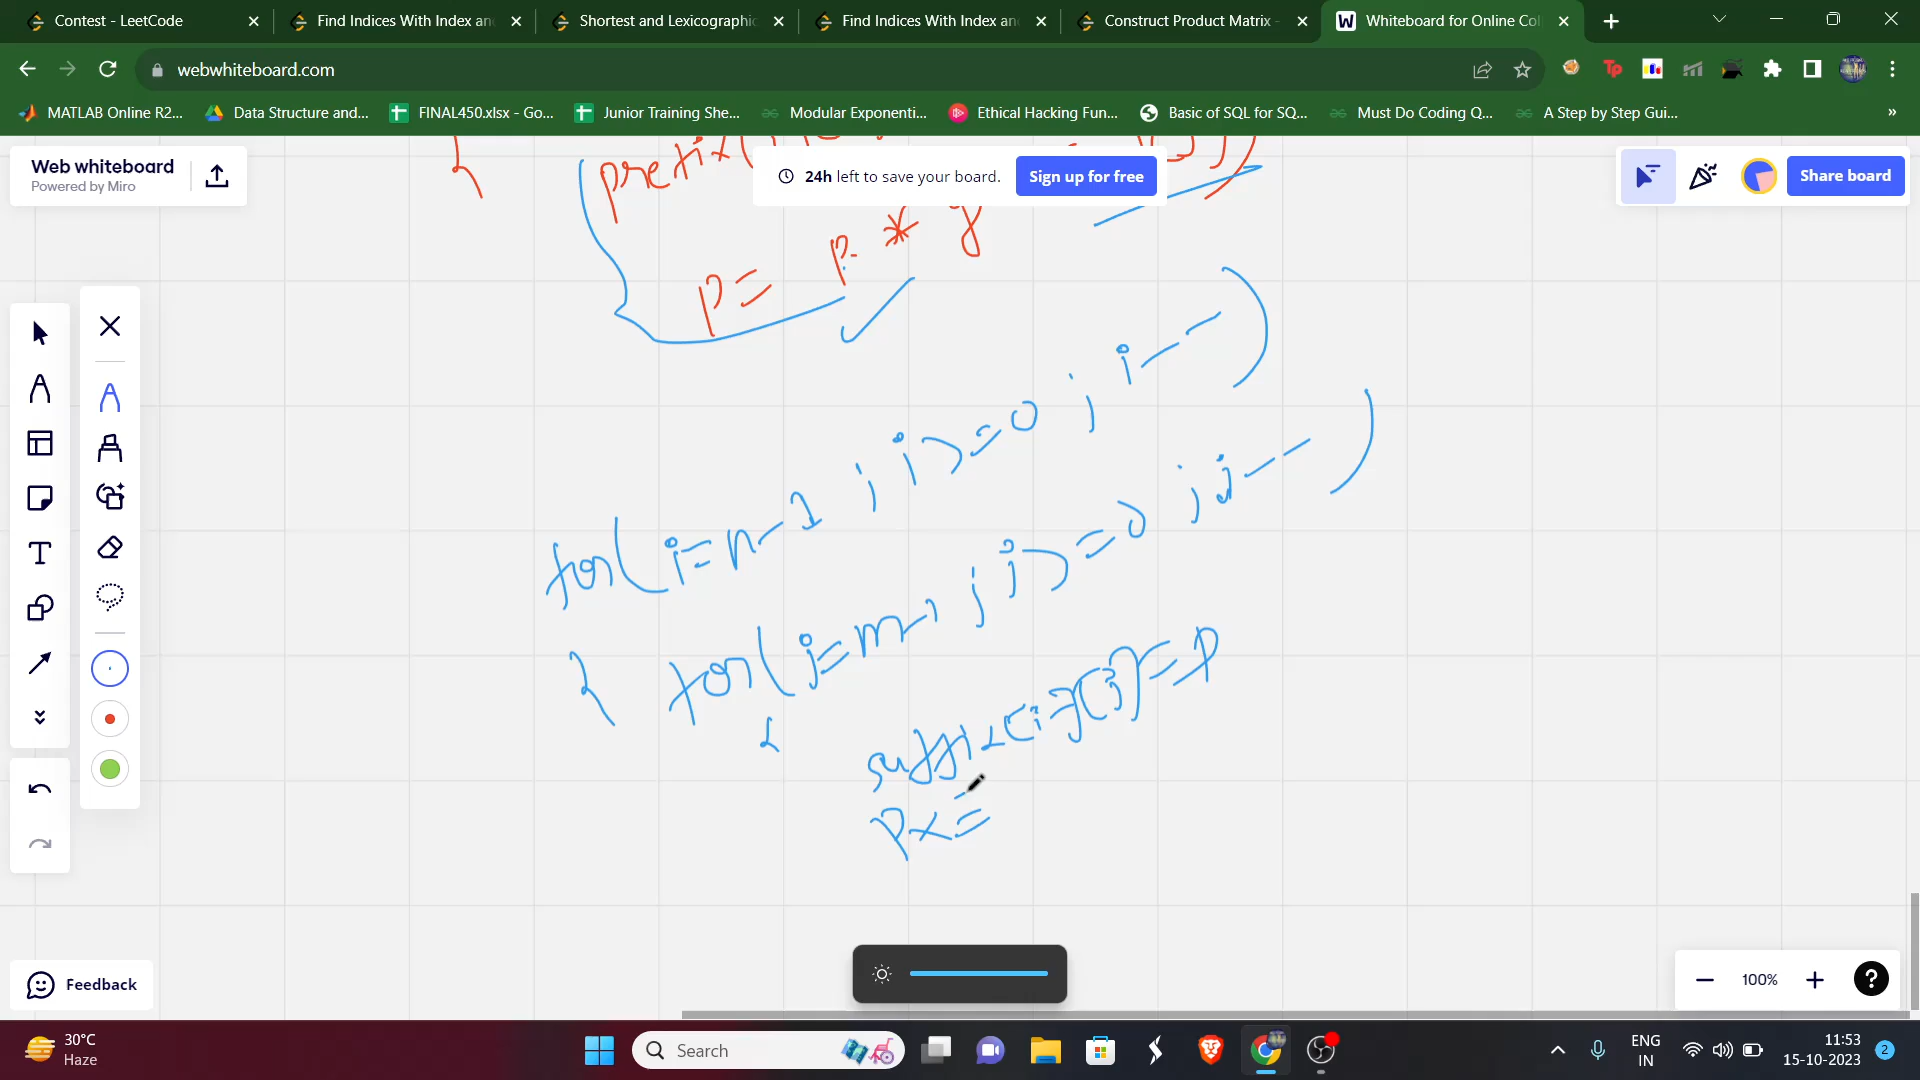 Contest - LeetCode
Find Indices With Index an
Shortest and Lexicographic
Find Indices With Index an
Construct Product Matrix -
Whiteboard for Online Col
webwhiteboard.com
MATLAB Online R2...
Data Structure and...
FINAL450.xlsx - Go...
Junior Training She...
Modular Exponenti...
Ethical Hacking Fun...
Basic of SQL for SQ...
Must Do Coding Q...
A Step by Step Gui...
»
Web whiteboard
Powered by Miro
24h left to save your board.
Sign up for free
Share board
{
p = p * g
for(i=n-1 ; i>=0 ; i--)
{ for(j=m-1 ; j>=0 ; j--)
{
suffix[i][j]=p
px=
Feedback
100%
?
30°C
Haze
Search
ENG
IN
11:53
15-10-2023
2